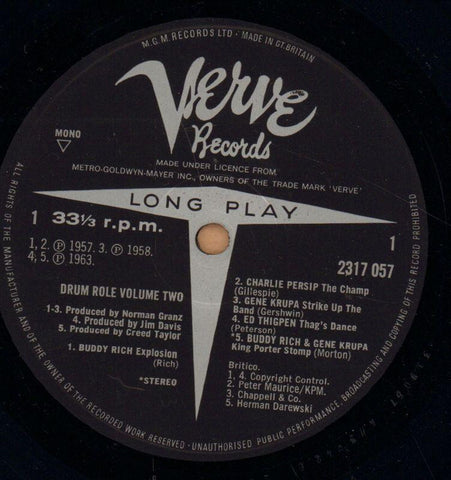 M.G.M RECORDS LTD · MADE IN GT. BRITAIN
Verve
Records
MONO
MADE UNDER LICENCE FROM
METRO-GOLDWYN-MAYER INC., OWNERS OF THE TRADE MARK 'VERVE'
LONG PLAY
1 33⅓ r.p.m.
1
1, 2. Ⓟ 1957. 3. Ⓟ 1958.
4; 5. Ⓟ 1963.
2317 057
DRUM ROLE VOLUME TWO
1-3. Produced by Norman Granz
4. Produced by Jim Davis
5. Produced by Creed Taylor
1. BUDDY RICH Explosion
(Rich)
*STEREO
2. CHARLIE PERSIP The Champ
(Gillespie)
3. GENE KRUPA Strike Up The
Band (Gershwin)
4. ED THIGPEN Thag's Dance
(Peterson)
*5. BUDDY RICH & GENE KRUPA
King Porter Stomp (Morton)
Britico.
1. 4. Copyright Control.
2. Peter Maurice/KPM.
3. Chappell & Co.
5. Herman Darewski
ALL RIGHTS OF THE MANUFACTURER AND OF THE OWNER OF THE RECORDED WORK RESERVED - UNAUTHORISED PUBLIC PERFORMANCE, BROADCASTING AND COPYING OF THIS RECORD PROHIBITED